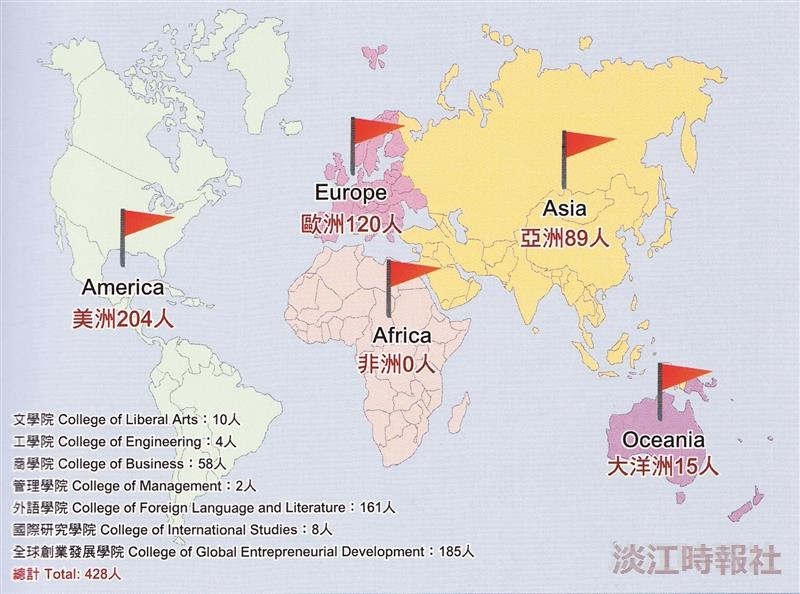 Europe
歐洲120人
Asia
亞洲89人
America
美洲204人
Africa
非洲0人
Oceania
大洋洲15人
文學院 College of Liberal Arts：10人
工學院 College of Engineering：4人
商學院 College of Business：58人
管理學院 College of Management：2人
外語學院 College of Foreign Language and Literature：161人
國際研究學院 College of International Studies：8人
全球創業發展學院 College of Global Entrepreneurial Development：185人
總計 Total: 428人
淡江時報社